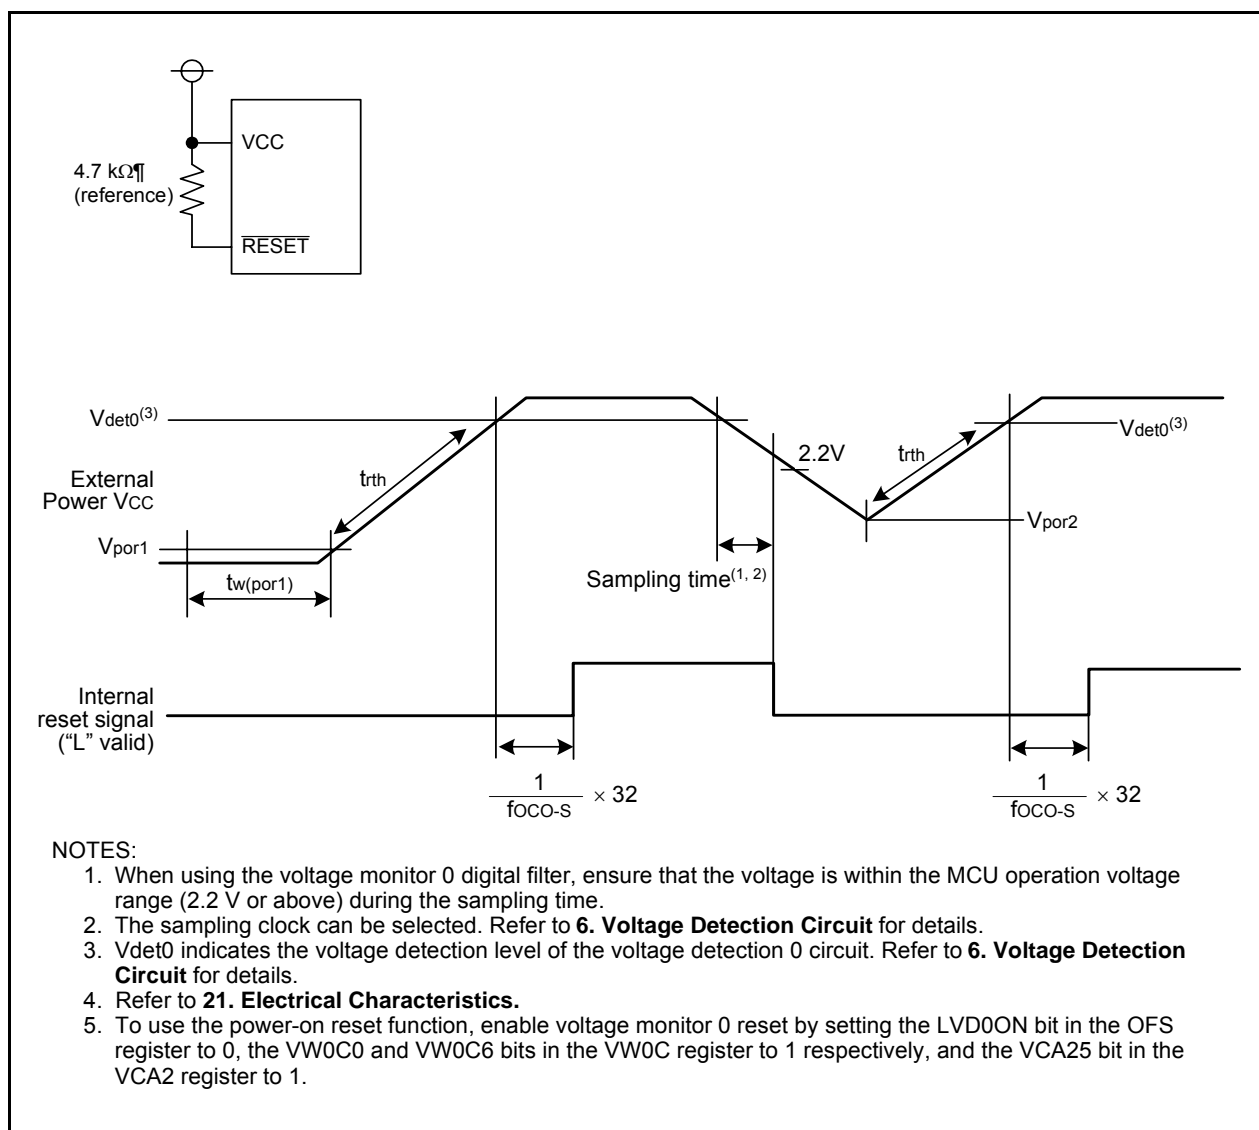 VCC
4.7 kΩ¶
(reference)
RESET
Vdet0(3)
2.2V
Vdet0(3)
trth
trth
External
Power VCC
Vpor1
Vpor2
tw(por1)
Sampling time(1, 2)
Internal
reset signal
("L" valid)
1
fOCO-S
× 32
1
fOCO-S
× 32
NOTES:
1. When using the voltage monitor 0 digital filter, ensure that the voltage is within the MCU operation voltage
range (2.2 V or above) during the sampling time.
2. The sampling clock can be selected. Refer to 6. Voltage Detection Circuit for details.
3. Vdet0 indicates the voltage detection level of the voltage detection 0 circuit. Refer to 6. Voltage Detection
Circuit for details.
4. Refer to 21. Electrical Characteristics.
5. To use the power-on reset function, enable voltage monitor 0 reset by setting the LVD0ON bit in the OFS
register to 0, the VW0C0 and VW0C6 bits in the VW0C register to 1 respectively, and the VCA25 bit in the
VCA2 register to 1.